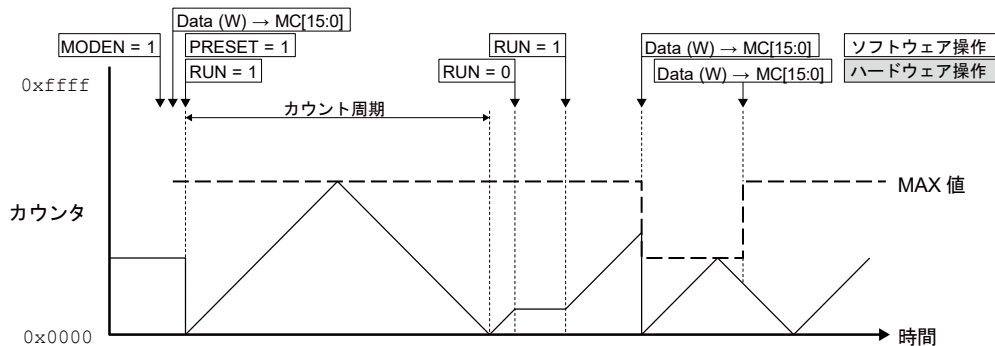 Data (W) → MC[15:0]
MODEN = 1
PRESET = 1
RUN = 1
RUN = 1
RUN = 0
Data (W) → MC[15:0]
Data (W) → MC[15:0]
ソフトウェア操作
ハードウェア操作
0xffff
カウント周期
MAX 値
カウンタ
0x0000
時間